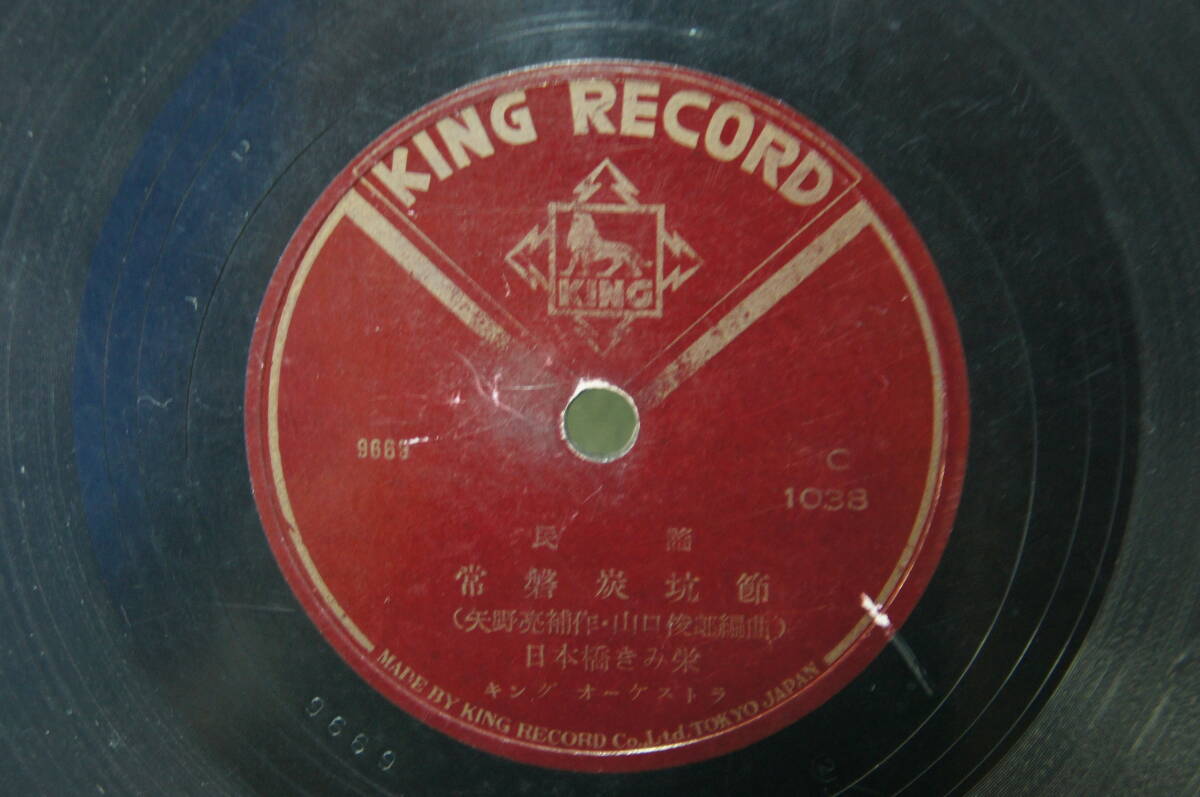 KING RECORD
KING
9669
C
1038
民謡
常磐炭坑節
(矢野亮補作・山口俊郎編曲)
日本橋きみ栄
キング オーケストラ
MADE BY KING RECORD Co., Ltd. TOKYO JAPAN
9669